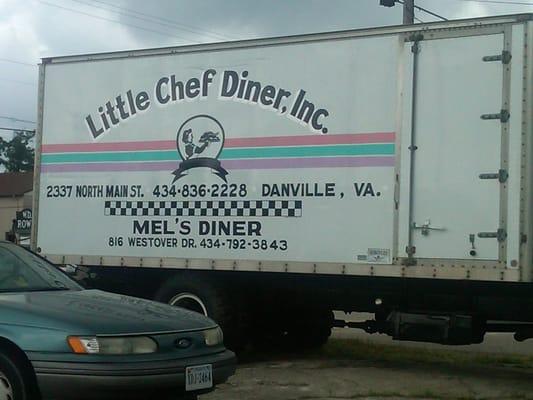 Little Chef Diner, Inc.
2337 NORTH MAIN ST. 434-836-2228 DANVILLE, VA.
MEL'S DINER
816 WESTOVER DR. 434-792-3843
Ford